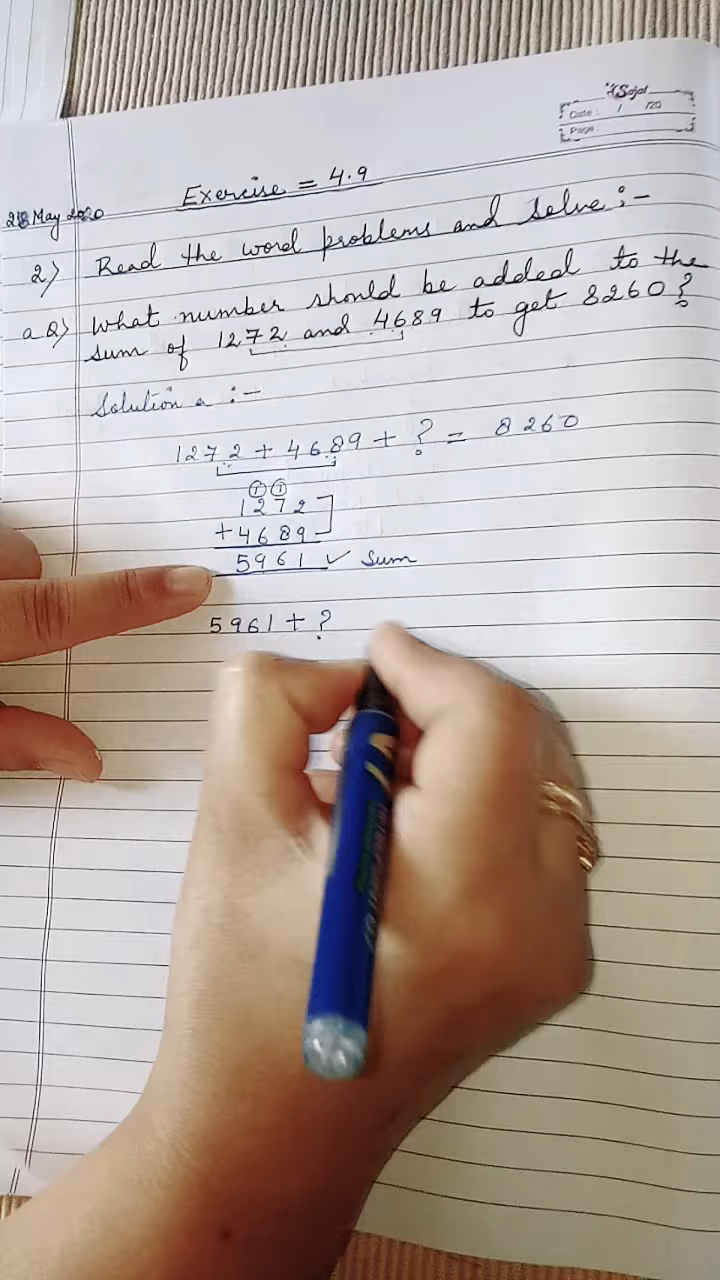 Sajal
Date : / /20
Page :
Exercise = 4.9
28 May 2020
2) Read the word problems and solve :-
a Q) What number should be added to the
sum of 1272 and 4689 to get 8260?
Solution a :-
1272 + 4689 + ? = 8260
1 1
1272
+4689
5961 ✓ Sum
5961 + ?